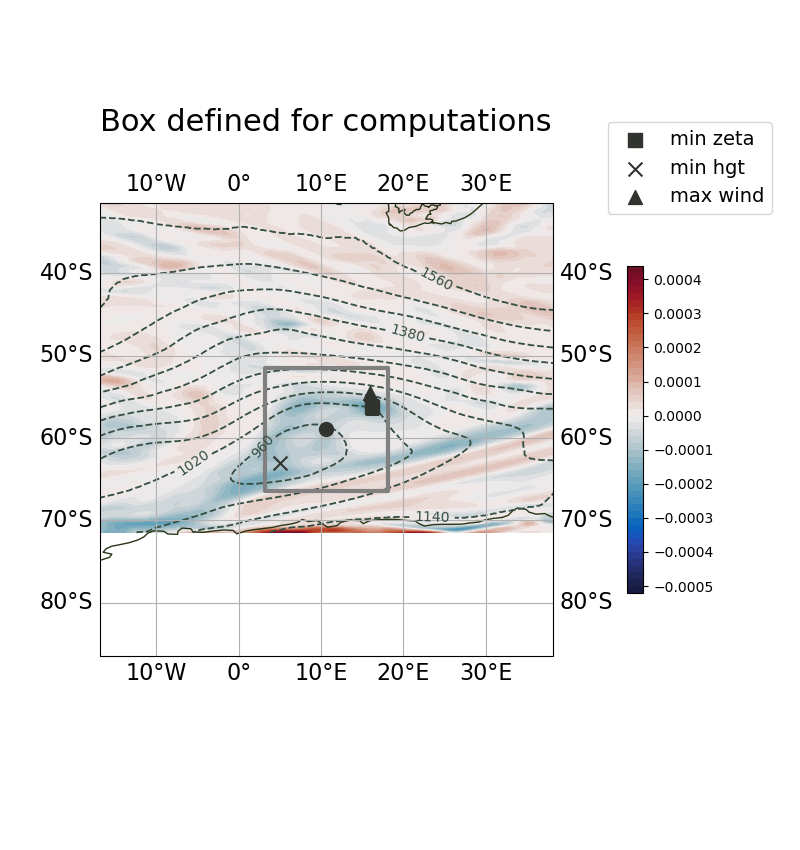 Box defined for computations
min zeta
min hgt
max wind
10°W 0° 10°E 20°E 30°E
40°S 40°S
50°S 50°S
60°S 60°S
70°S 70°S
80°S 80°S
10°W 0° 10°E 20°E 30°E
1560
1380
960
1020
1140
0.0004
0.0003
0.0002
0.0001
0.0000
−0.0001
−0.0002
−0.0003
−0.0004
−0.0005